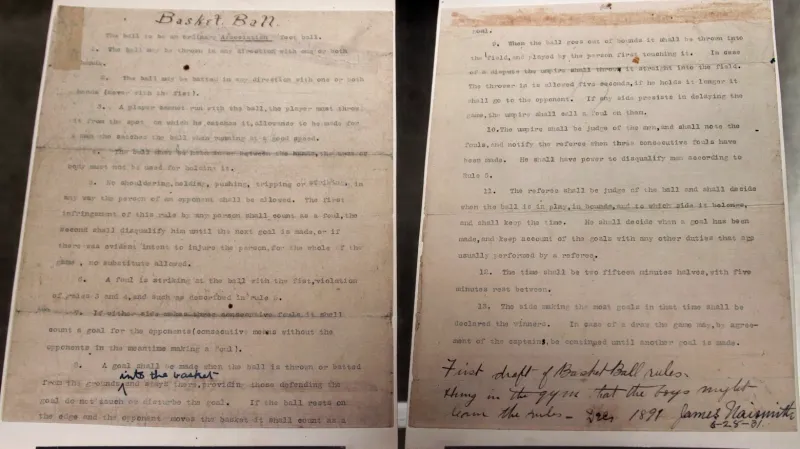 Basket Ball.
The ball to be an ordinary Association foot ball.
1. The ball may be thrown in any direction with one or both
hands.
2. The ball may be batted in any direction with one or both
hands (never with the fist).
3. A player cannot run with the ball, the player must throw
it from the spot on which he catches it, allowance to be made for
a man who catches the ball when running at a good speed.
4. The ball must be held in or between the hands, the arms or
body must not be used for holding it.
5. No shouldering, holding, pushing, tripping or striking, in
any way the person of an opponent shall be allowed. The first
infringement of this rule by any person shall count as a foul, the
second shall disqualify him until the next goal is made, or if
there was evident intent to injure the person, for the whole of the
game, no substitute allowed.
6. A foul is striking at the ball with the fist, violation
of rules 3 and 4, and such as described in rule 5.
7. If either side makes three consecutive fouls it shall
count a goal for the opponents (consecutive means without the
opponents in the meantime making a foul).
8. A goal shall be made when the ball is thrown or batted
into the basket
from the grounds and stays there, providing those defending the
goal do not touch or disturb the goal. If the ball rests on
the edge and the opponent moves the basket it shall count as a
goal.
9. When the ball goes out of bounds it shall be thrown into
the field, and played by the person first touching it. In case
of a dispute the umpire shall throw it straight into the field.
The thrower in is allowed five seconds, if he holds it longer it
shall go to the opponent. If any side persists in delaying the
game, the umpire shall call a foul on them.
10. The umpire shall be judge of the men, and shall note the
fouls, and notify the referee when three consecutive fouls have
been made. He shall have power to disqualify men according to
Rule 5.
11. The referee shall be judge of the ball and shall decide
when the ball is in play, in bounds, and to which side it belongs,
and shall keep the time. He shall decide when a goal has been
made, and keep account of the goals with any other duties that are
usually performed by a referee.
12. The time shall be two fifteen minutes halves, with five
minutes rest between.
13. The side making the most goals in that time shall be
declared the winners. In case of a draw the game may, by agree-
ment of the captains, be continued until another goal is made.
First draft of Basket Ball rules.
Hung in the gym that the boys might
learn the rules - Dec 1891 James Naismith
6-28-31.